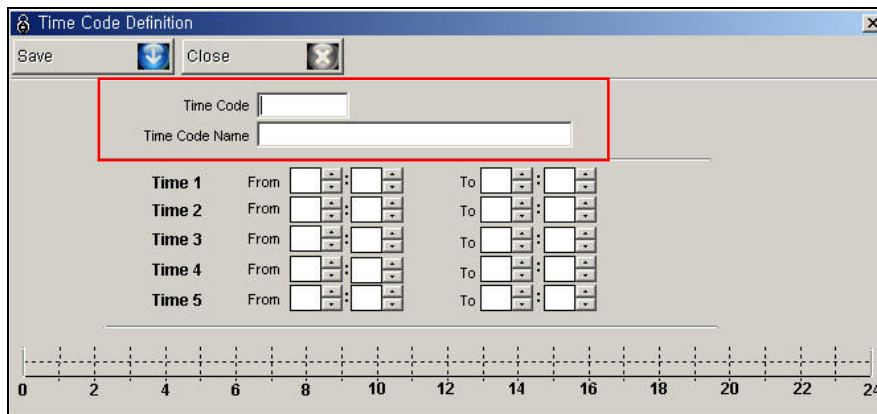 Time Code Definition
Save Close
Time Code
Time Code Name
Time 1 From : To :
Time 2 From : To :
Time 3 From : To :
Time 4 From : To :
Time 5 From : To :
0 2 4 6 8 10 12 14 16 18 20 22 24